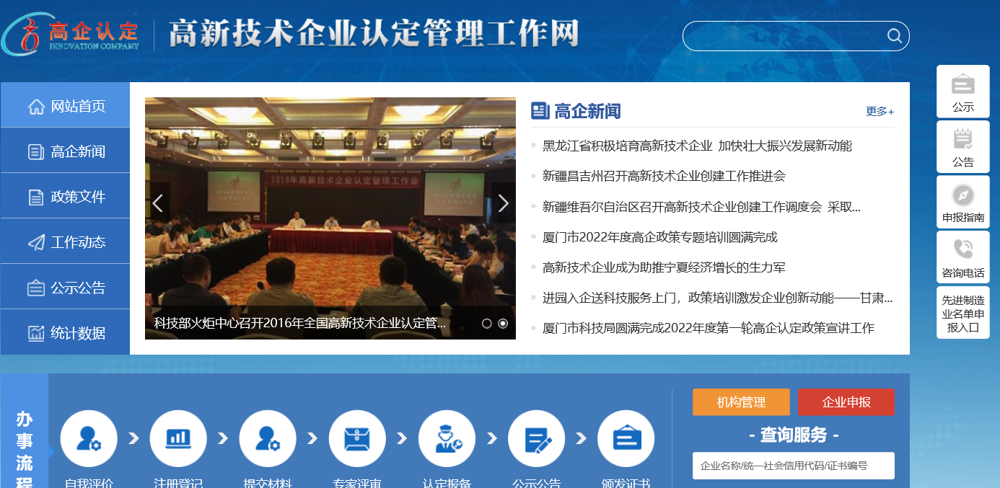 高企认定
INNOVATION COMPANY
高新技术企业认定管理工作网
网站首页
高企新闻
政策文件
工作动态
公示公告
统计数据
2016年高新技术企业认定管理工作会
科技部火炬中心召开2016年全国高新技术企业认定管...
高企新闻
更多+
黑龙江省积极培育高新技术企业 加快壮大振兴发展新动能
新疆昌吉州召开高新技术企业创建工作推进会
新疆维吾尔自治区召开高新技术企业创建工作调度会 采取...
厦门市2022年度高企政策专题培训圆满完成
高新技术企业成为助推宁夏经济增长的生力军
进园入企送科技服务上门，政策培训激发企业创新动能——甘肃...
厦门市科技局圆满完成2022年度第一轮高企认定政策宣讲工作
公示
公告
申报指南
咨询电话
先进制造
业名单申
报入口
办事流程
自我评价
注册登记
提交材料
专家评审
认定报备
公示公告
颁发证书
机构管理
企业申报
- 查询服务 -
企业名称/统一社会信用代码/证书编号